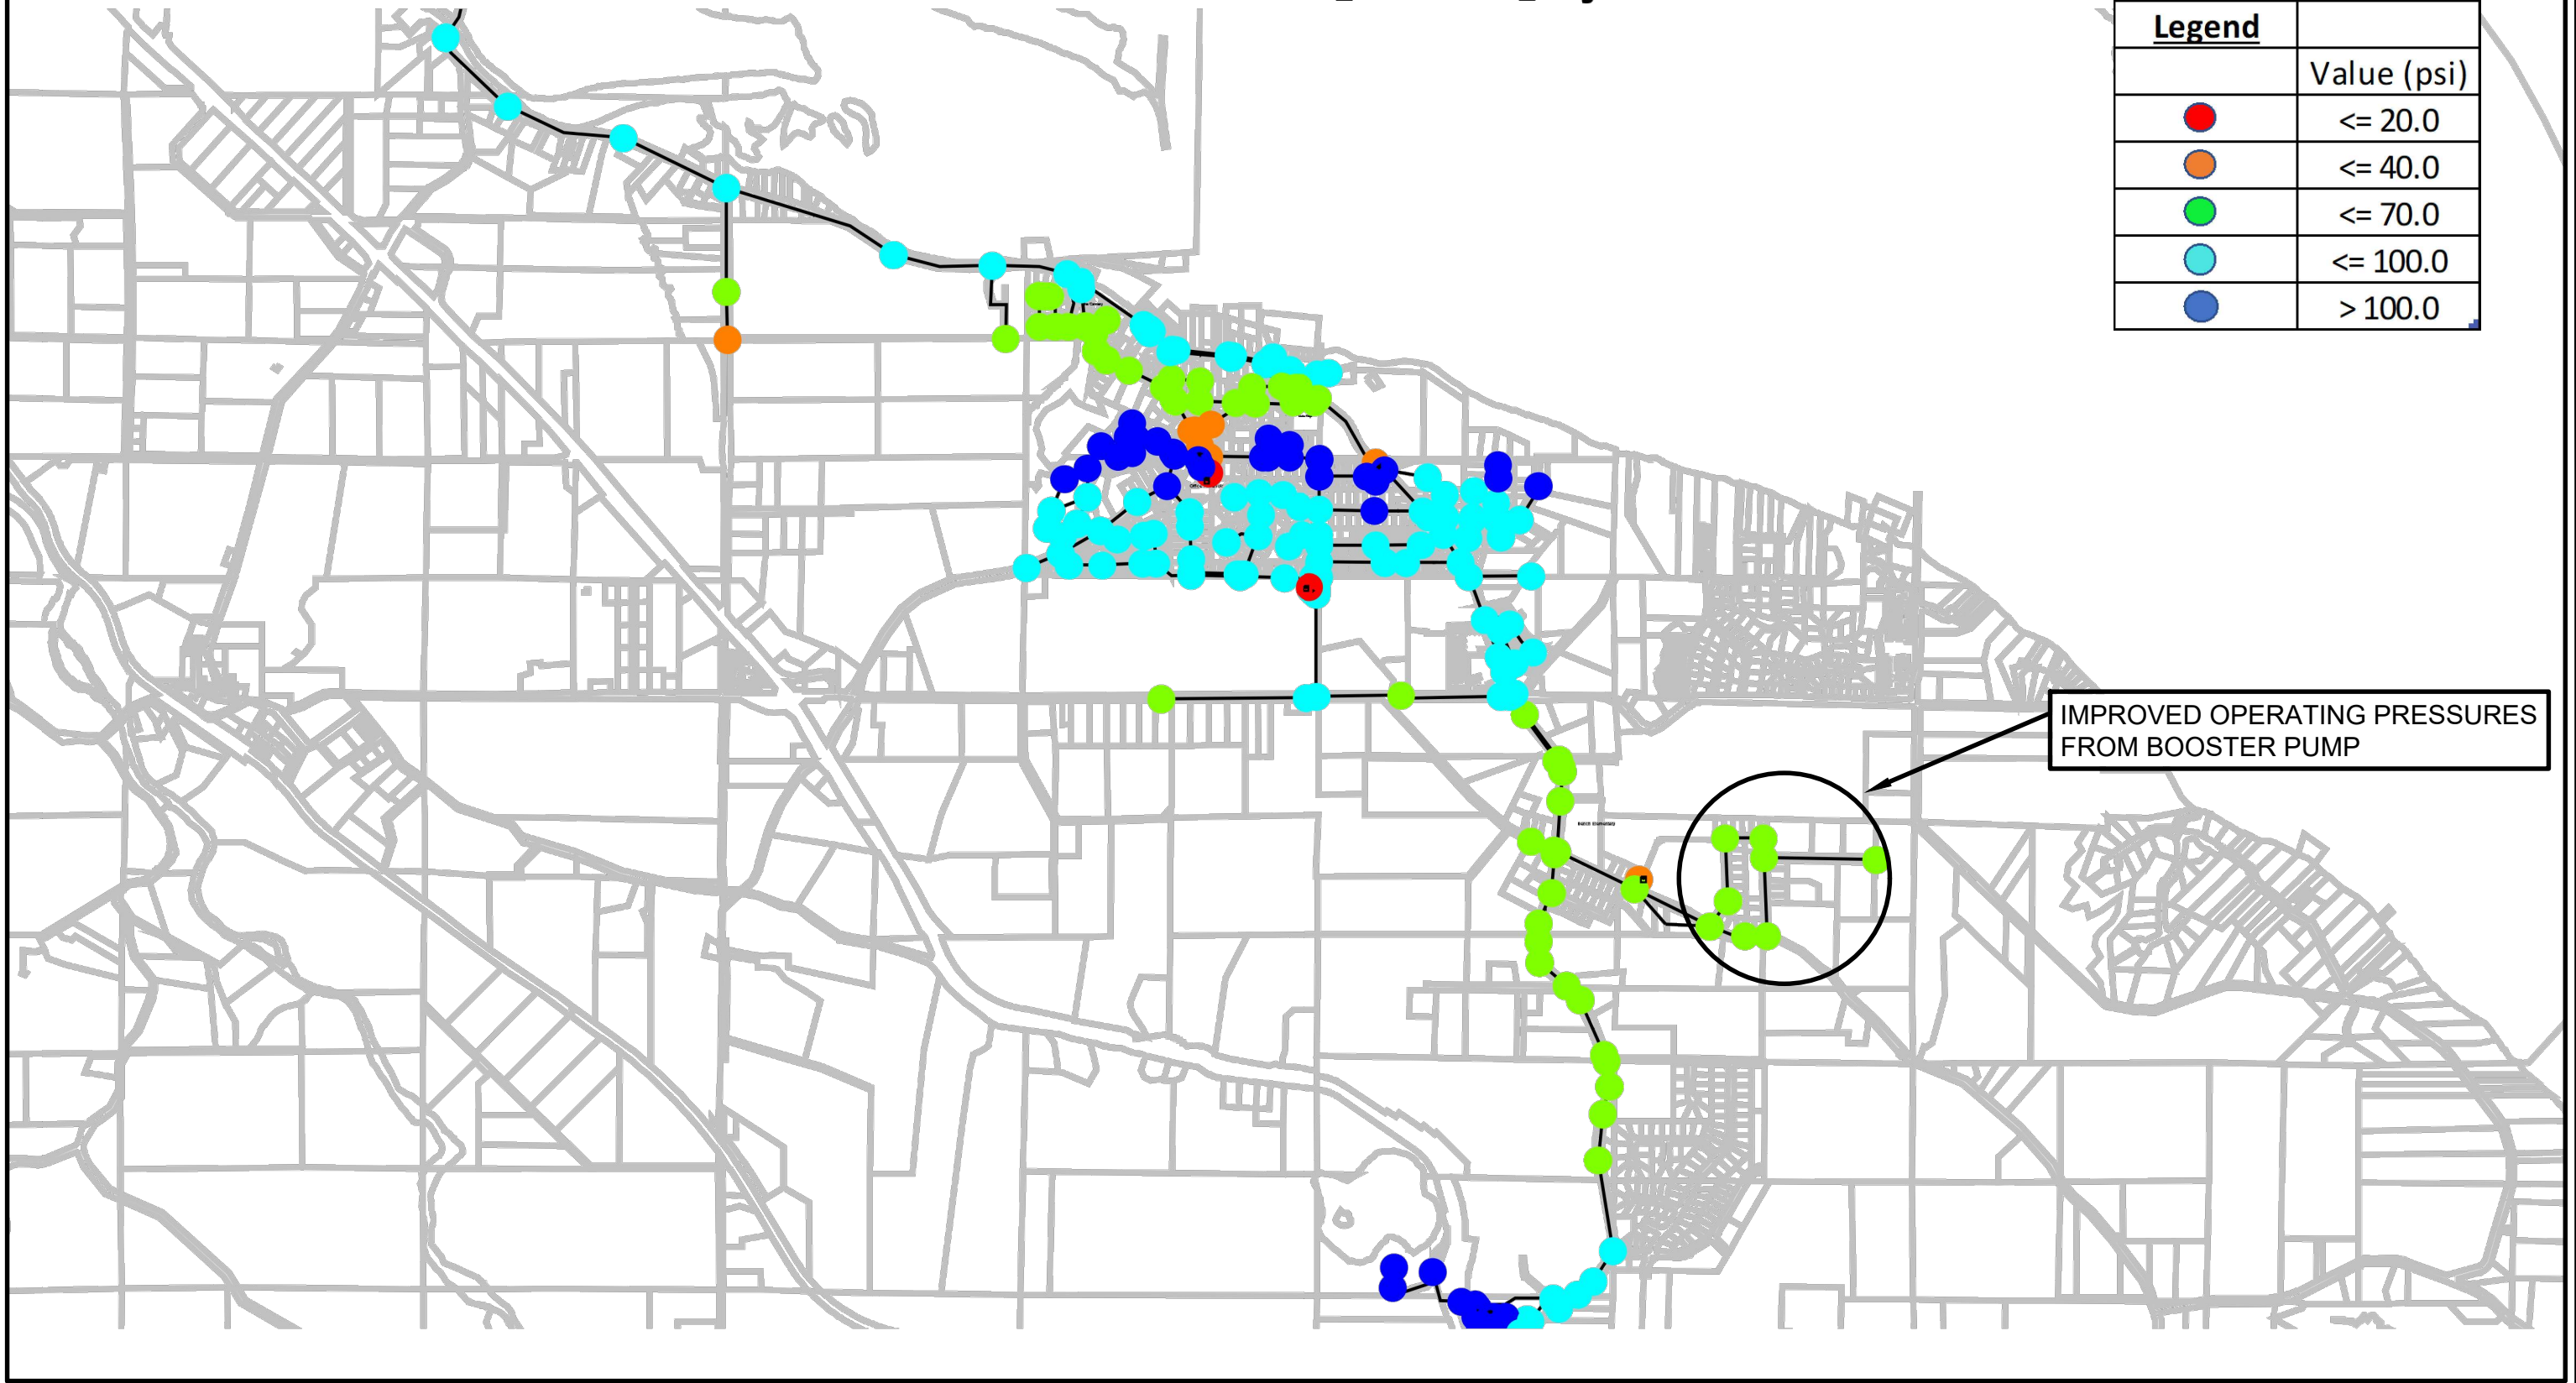 Legend
Value (psi)
<= 20.0
<= 40.0
<= 70.0
<= 100.0
> 100.0
IMPROVED OPERATING PRESSURES
FROM BOOSTER PUMP